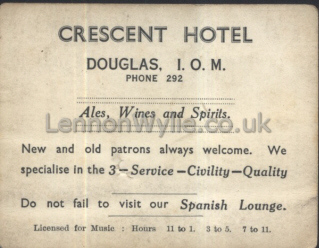 CRESCENT HOTEL
DOUGLAS, I. O. M.
PHONE 292
Ales, Wines and Spirits.
LennonWylie.co.uk
New and old patrons always welcome. We
specialise in the 3—Service—Civility—Quality
Do not fail to visit our Spanish Lounge.
Licensed for Music : Hours 11 to 1. 3 to 5. 7 to 11.